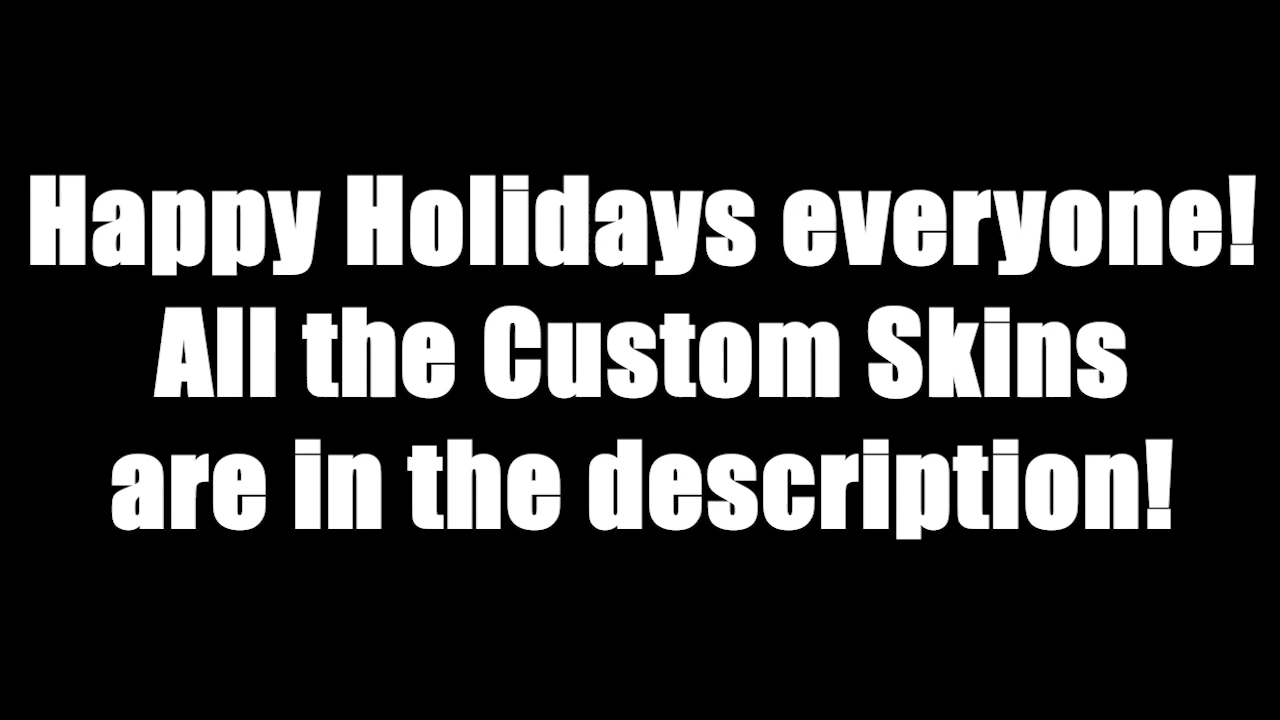 Happy Holidays everyone!
All the Custom Skins
are in the description!